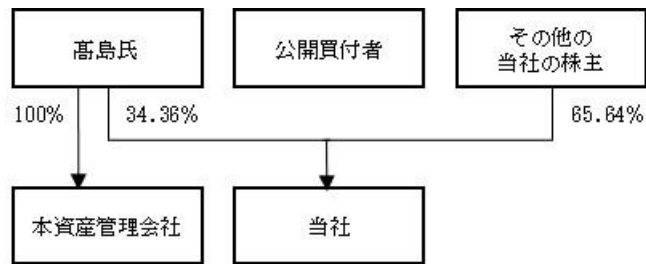 髙島氏
公開買付者
その他の
当社の株主
100%
34.36%
65.64%
本資産管理会社
当社